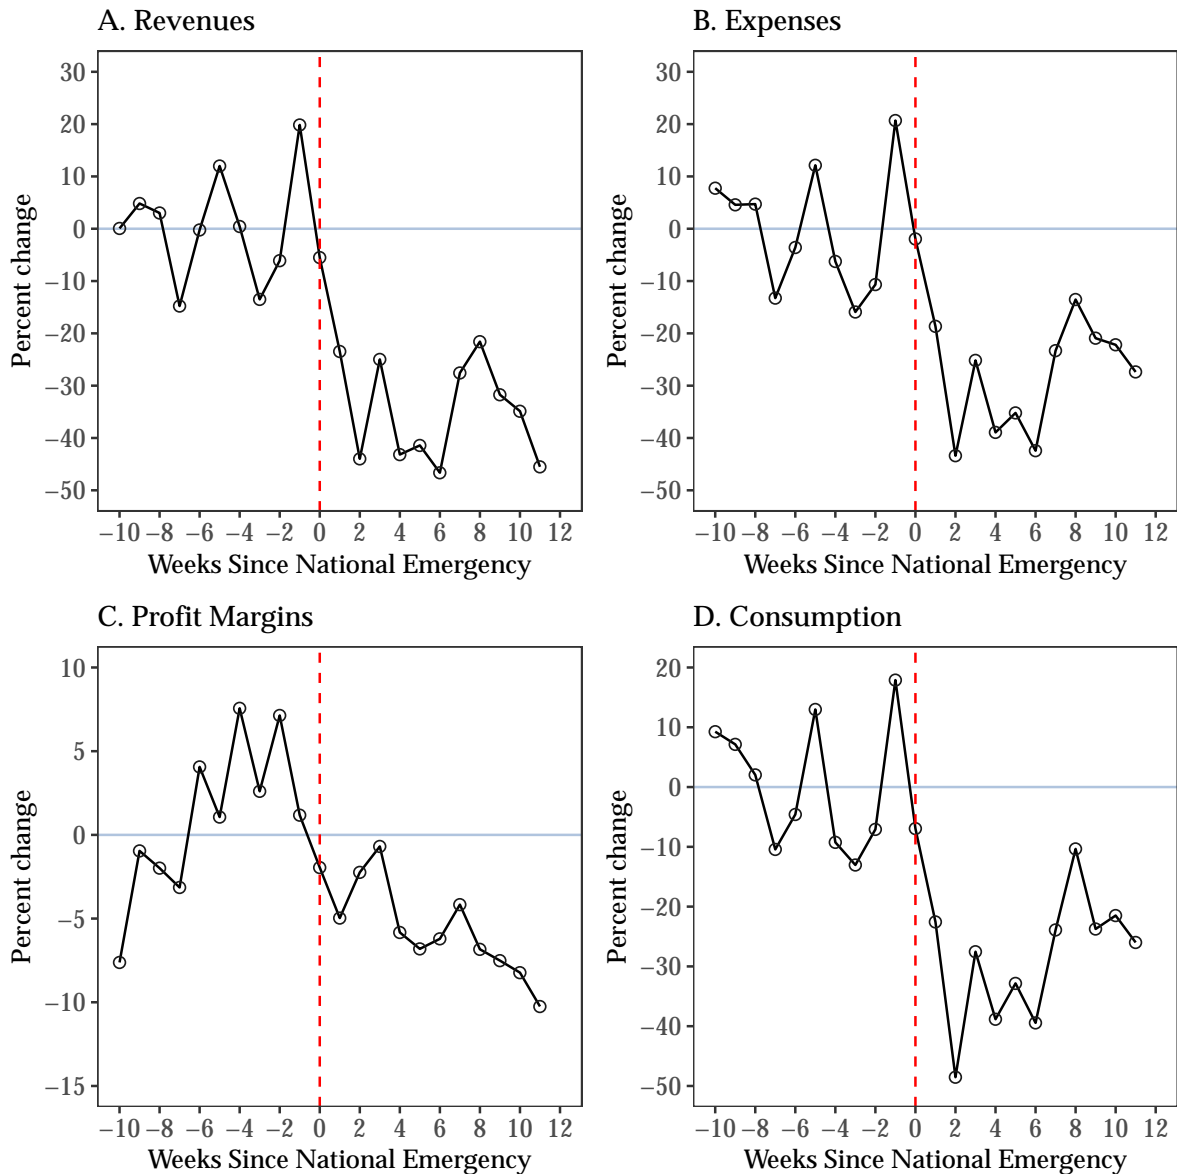 A. Revenues
30
20
10
0
−10
−20
−30
−40
−50
Percent change
−10 −8 −6 −4 −2 0 2 4 6 8 10 12
Weeks Since National Emergency
B. Expenses
30
20
10
0
−10
−20
−30
−40
−50
Percent change
−10 −8 −6 −4 −2 0 2 4 6 8 10 12
Weeks Since National Emergency
C. Profit Margins
10
5
0
−5
−10
−15
Percent change
−10 −8 −6 −4 −2 0 2 4 6 8 10 12
Weeks Since National Emergency
D. Consumption
20
10
0
−10
−20
−30
−40
−50
Percent change
−10 −8 −6 −4 −2 0 2 4 6 8 10 12
Weeks Since National Emergency